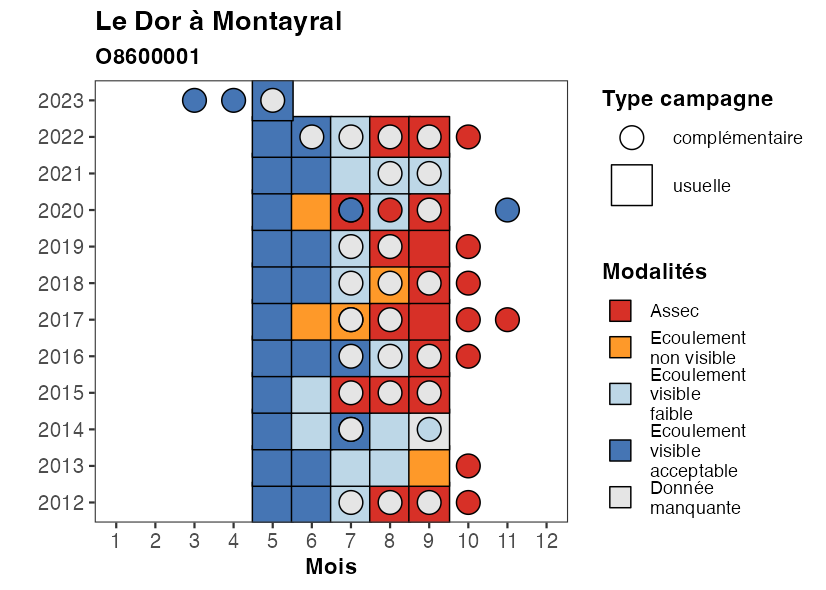 Le Dor à Montayral
O8600001
2023
2022
2021
2020
2019
2018
2017
2016
2015
2014
2013
2012
1 2 3 4 5 6 7 8 9 10 11 12
Mois
Type campagne
complémentaire
usuelle
Modalités
Assec
Ecoulement
non visible
Ecoulement
visible
faible
Ecoulement
visible
acceptable
Donnée
manquante